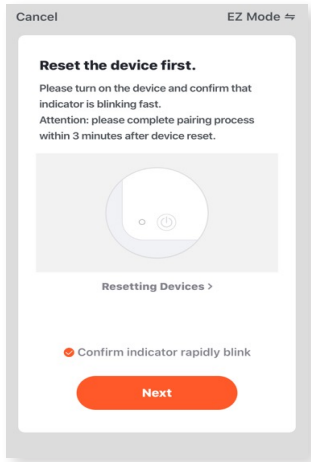 Cancel
EZ Mode ⇋
Reset the device first.
Please turn on the device and confirm that
indicator is blinking fast.
Attention: please complete pairing process
within 3 minutes after device reset.
Resetting Devices >
Confirm indicator rapidly blink
Next